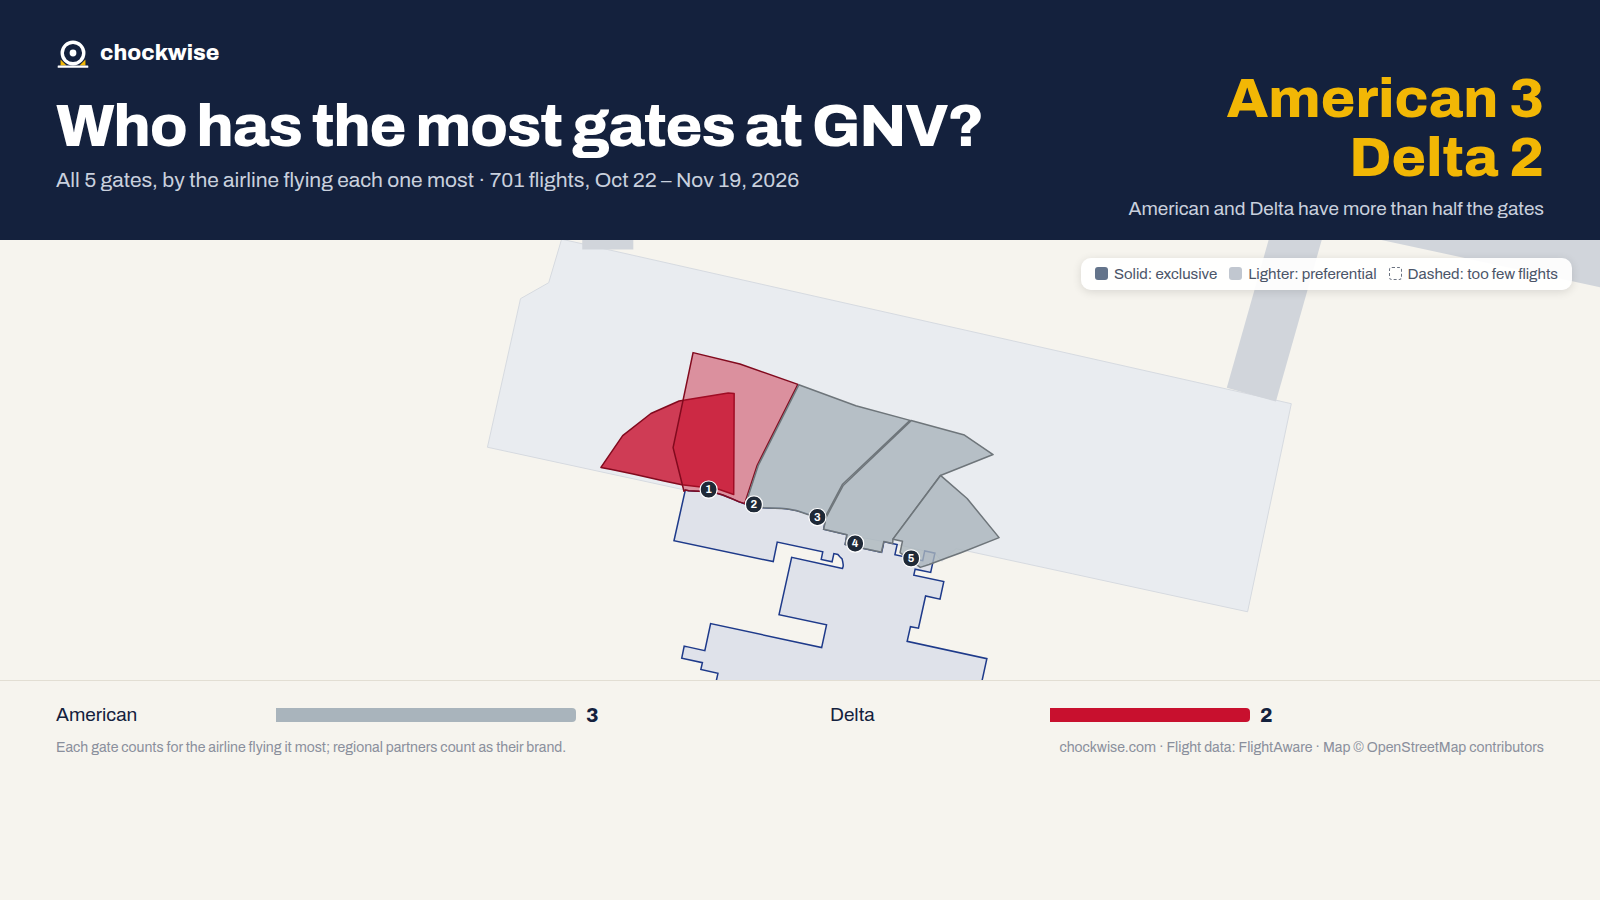 chockwise
Who has the most gates at GNV?
All 5 gates, by the airline flying each one most · 701 flights, Oct 22 – Nov 19, 2026
American 3
Delta 2
American and Delta have more than half the gates
Solid: exclusive
Lighter: preferential
Dashed: too few flights
1
2
3
4
5
American
3
Delta
2
Each gate counts for the airline flying it most; regional partners count as their brand.
chockwise.com · Flight data: FlightAware · Map © OpenStreetMap contributors